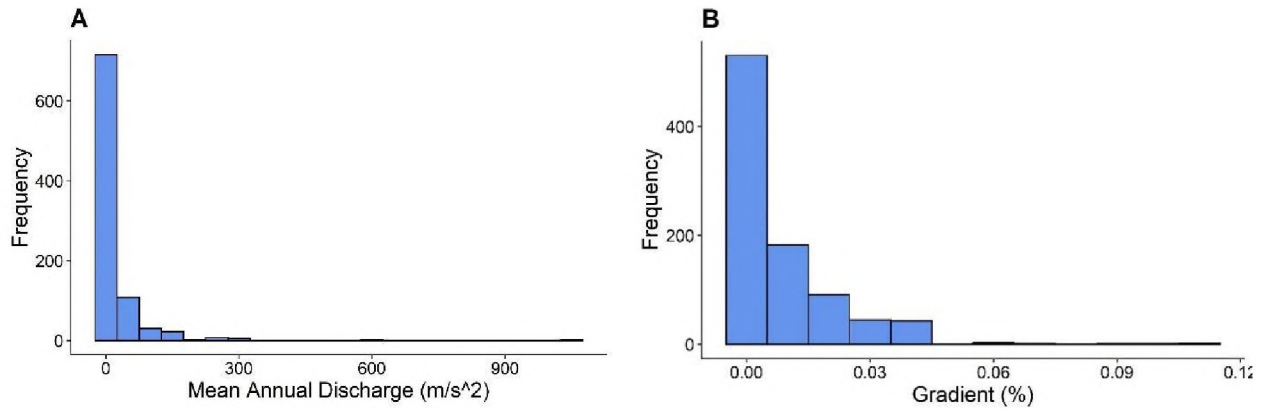 A
Frequency
600
400
200
0
0 300 600 900
Mean Annual Discharge (m/s^2)
B
Frequency
400
200
0
0.00 0.03 0.06 0.09 0.12
Gradient (%)